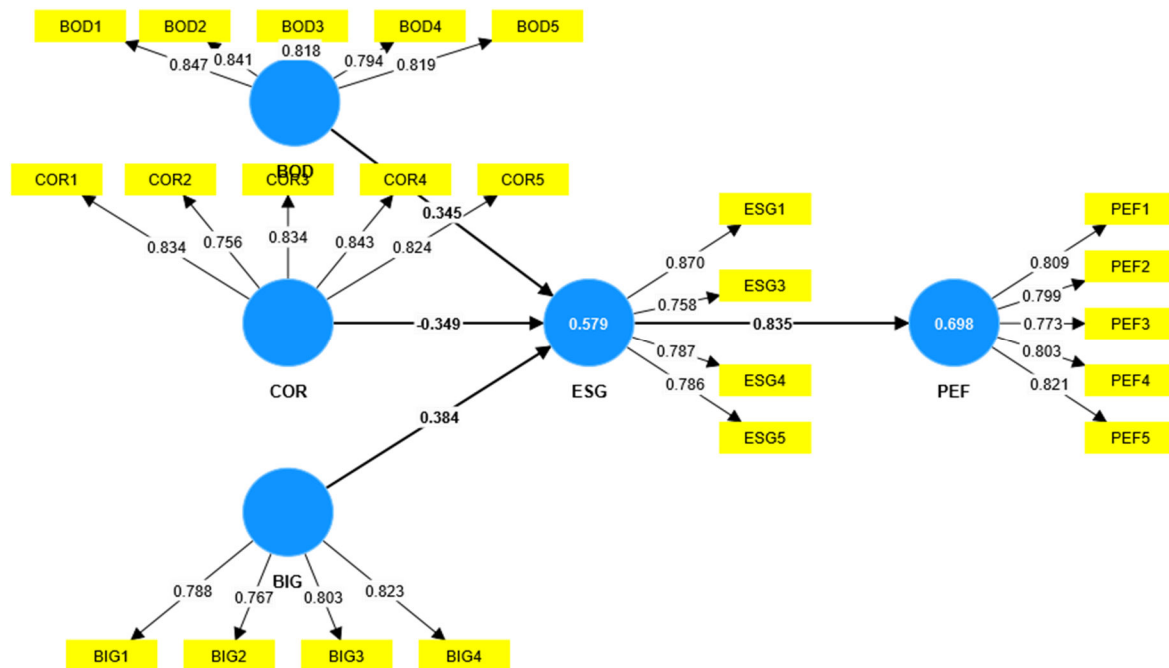 BOD1 BOD2 BOD3 BOD4 BOD5
0.847 0.841 0.818 0.794 0.819
BOD
COR1 COR2 COR3 COR4 COR5
0.834 0.756 0.834 0.843 0.824
0.345
-0.349
COR
0.384
BIG
0.788 0.767 0.803 0.823
BIG1 BIG2 BIG3 BIG4
0.579
ESG
0.870 ESG1
0.758 ESG3
0.787 ESG4
0.786 ESG5
0.835
0.698
PEF
0.809 PEF1
0.799 PEF2
0.773 PEF3
0.803 PEF4
0.821 PEF5